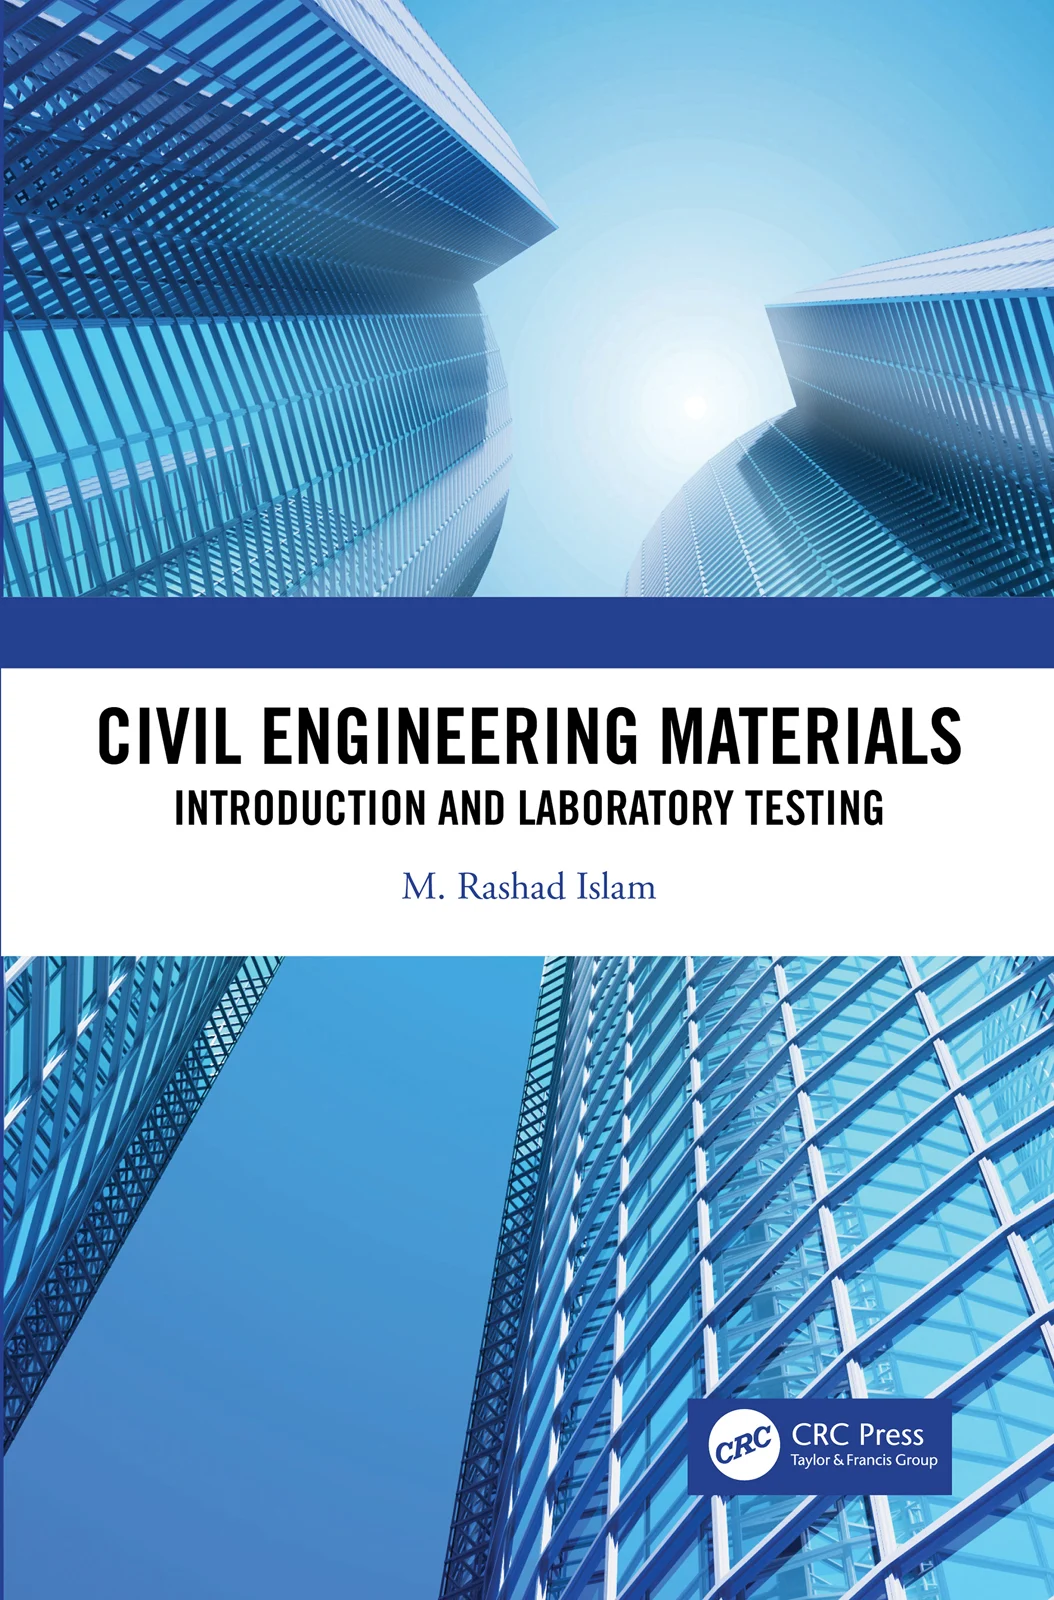 CIVIL ENGINEERING MATERIALS
INTRODUCTION AND LABORATORY TESTING
M. Rashad Islam
CRC
CRC Press
Taylor & Francis Group